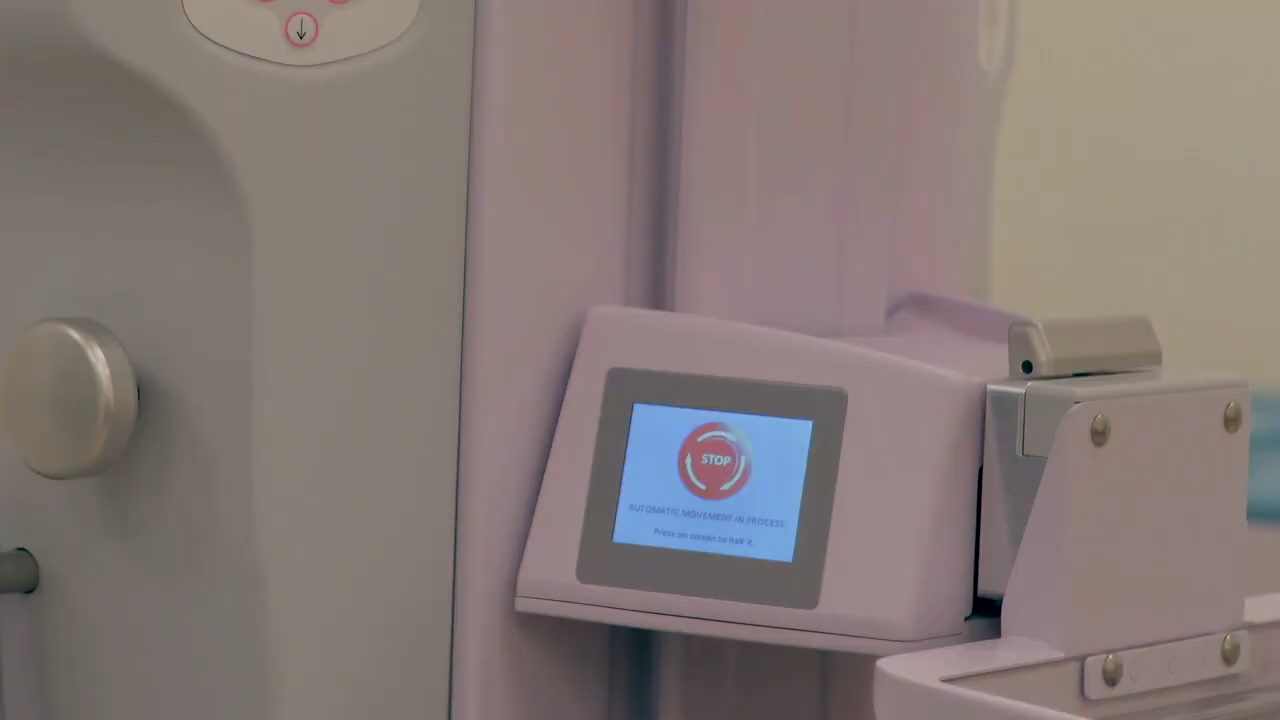 STOP
AUTOMATIC MOVEMENT IN PROCESS
Press on screen to halt it.